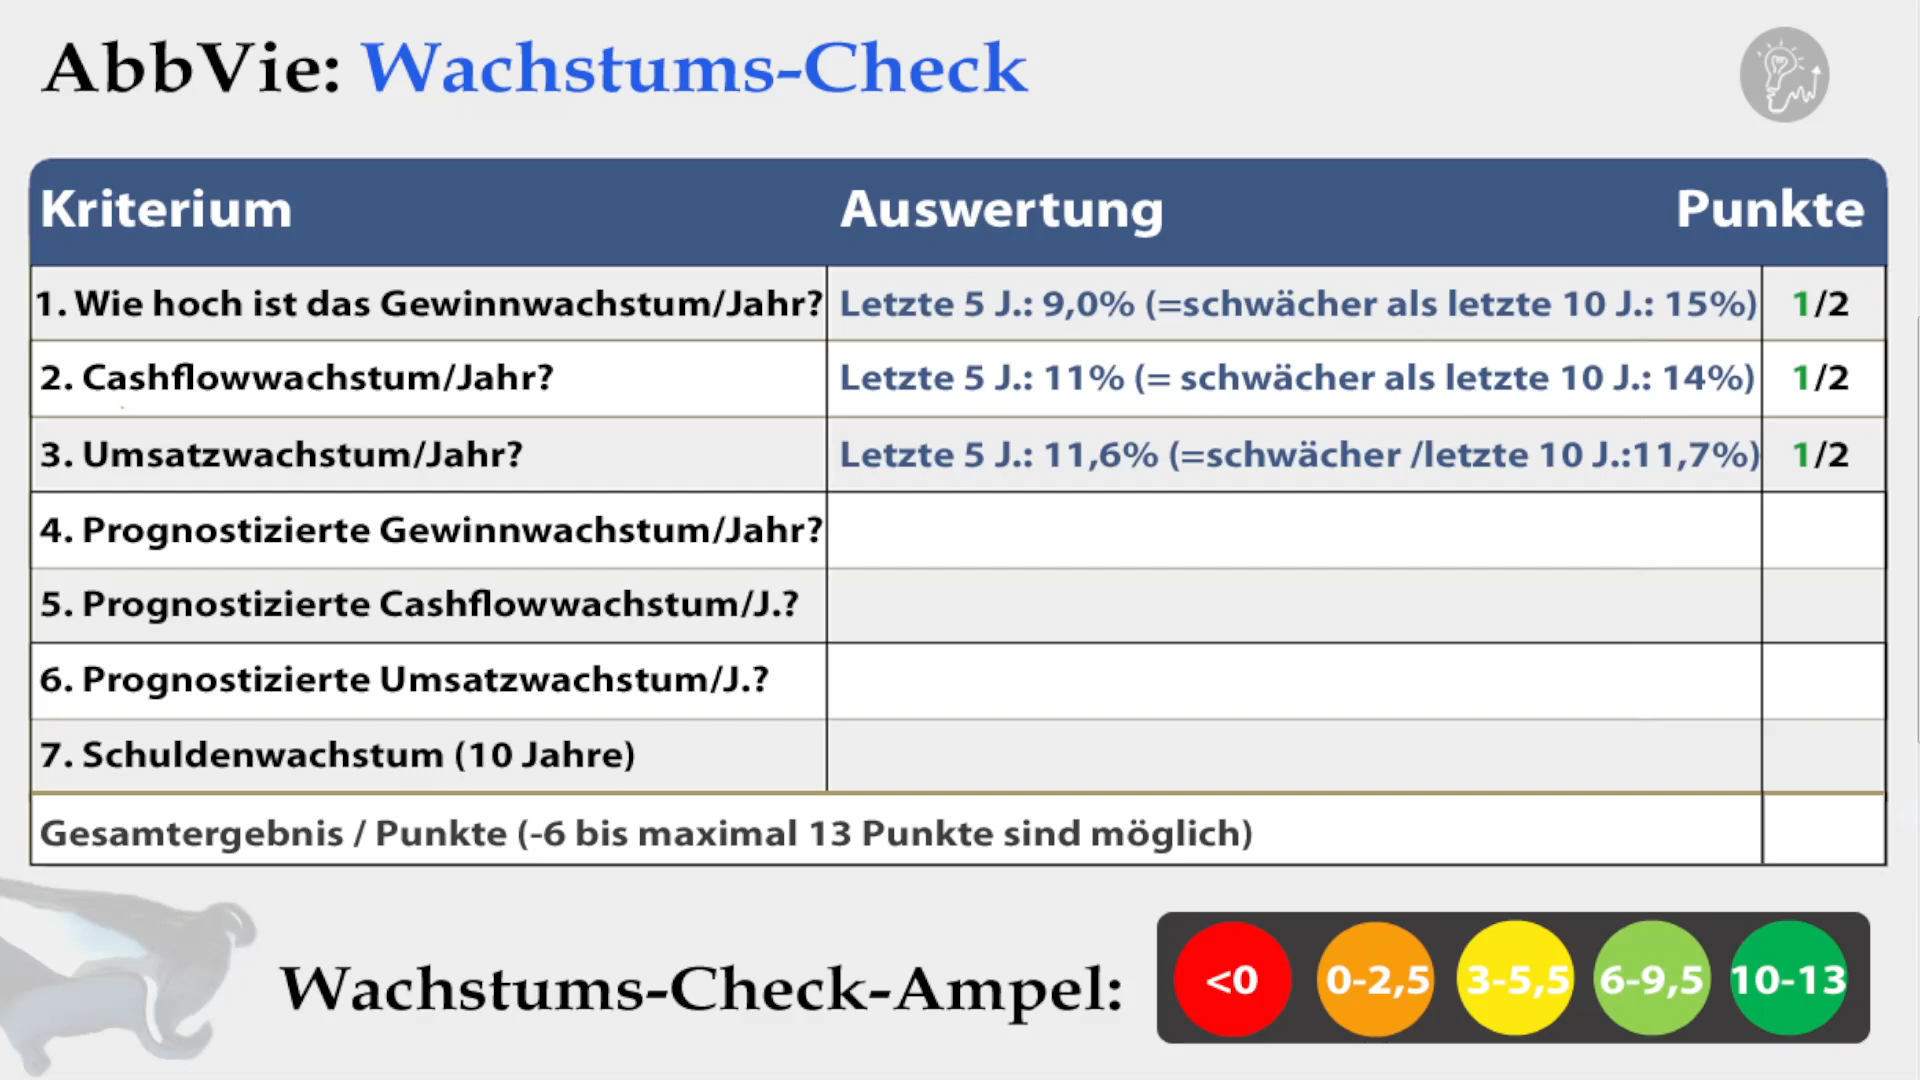 AbbVie: Wachstums-Check
Kriterium Auswertung Punkte
1. Wie hoch ist das Gewinnwachstum/Jahr? Letzte 5 J.: 9,0% (=schwächer als letzte 10 J.: 15%) 1/2
2. Cashflowwachstum/Jahr? Letzte 5 J.: 11% (= schwächer als letzte 10 J.: 14%) 1/2
3. Umsatzwachstum/Jahr? Letzte 5 J.: 11,6% (=schwächer /letzte 10 J.:11,7%) 1/2
4. Prognostizierte Gewinnwachstum/Jahr?
5. Prognostizierte Cashflowwachstum/J.?
6. Prognostizierte Umsatzwachstum/J.?
7. Schuldenwachstum (10 Jahre)
Gesamtergebnis / Punkte (-6 bis maximal 13 Punkte sind möglich)
Wachstums-Check-Ampel: <0 0-2,5 3-5,5 6-9,5 10-13